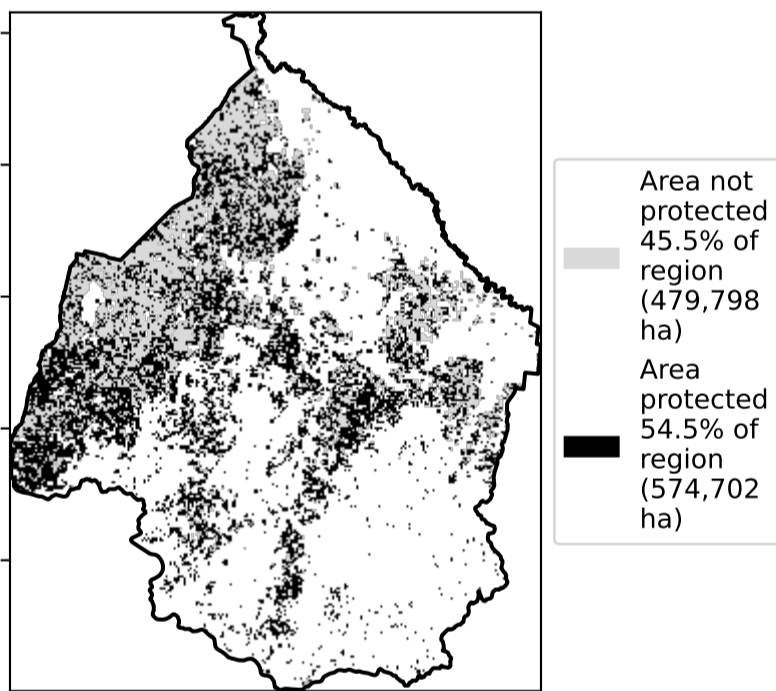 Area not
protected
45.5% of
region
(479,798
ha)
Area
protected
54.5% of
region
(574,702
ha)